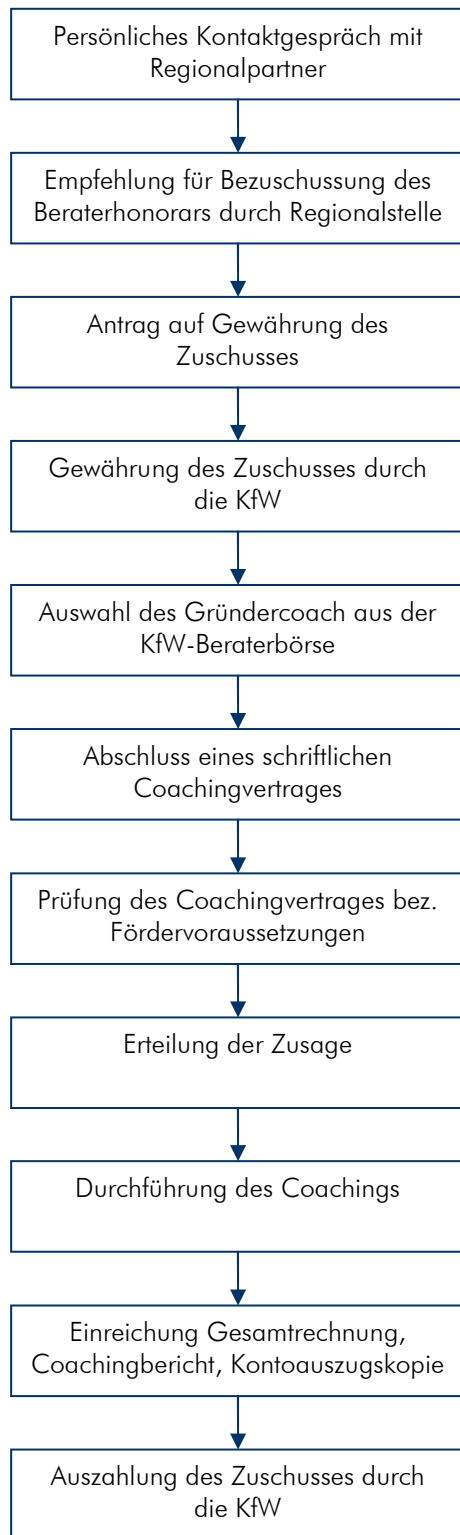 Persönliches Kontaktgespräch mit
Regionalpartner
Empfehlung für Bezuschussung des
Beraterhonorars durch Regionalstelle
Antrag auf Gewährung des
Zuschusses
Gewährung des Zuschusses durch
die KfW
Auswahl des Gründercoach aus der
KfW-Beraterbörse
Abschluss eines schriftlichen
Coachingvertrages
Prüfung des Coachingvertrages bez.
Fördervoraussetzungen
Erteilung der Zusage
Durchführung des Coachings
Einreichung Gesamtrechnung,
Coachingbericht, Kontoauszugskopie
Auszahlung des Zuschusses durch
die KfW